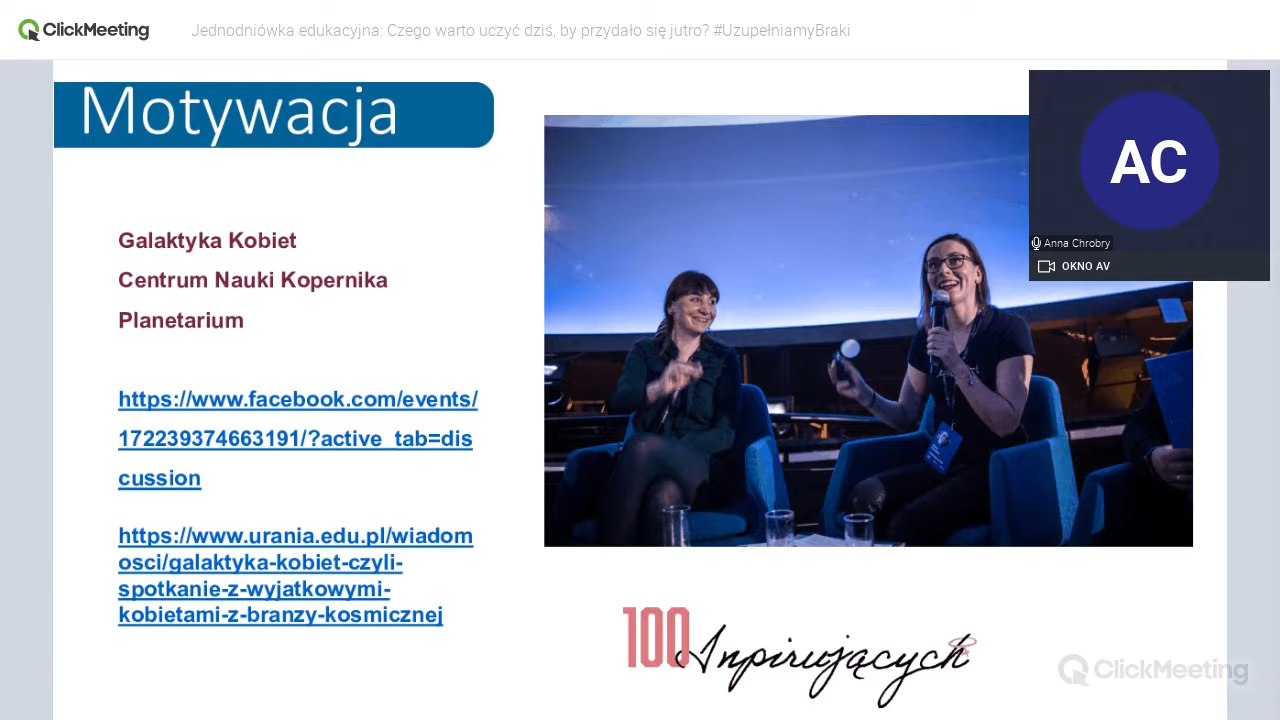 ClickMeeting
Jednodniówka edukacyjna: Czego warto uczyć dziś, by przydało się jutro? #UzupełniamyBraki
Motywacja
AC
Anna Chrobry
OKNO AV
Galaktyka Kobiet
Centrum Nauki Kopernika
Planetarium
https://www.facebook.com/events/
172239374663191/?active_tab=dis
cussion
https://www.urania.edu.pl/wiadom
osci/galaktyka-kobiet-czyli-
spotkanie-z-wyjatkowymi-
kobietami-z-branzy-kosmicznej
100 Inpirujących
ClickMeeting